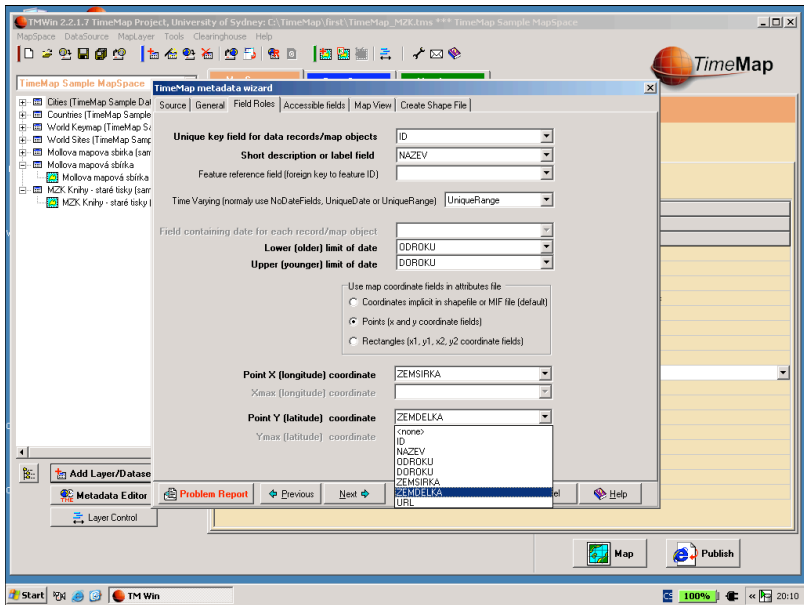 TMWin 2.2.1.7 TimeMap Project, University of Sydney: C:\TimeMap\first\TimeMap_MZK.tms *** TimeMap Sample MapSpace
MapSpace DataSource MapLayer Tools Clearinghouse Help
TimeMap
TimeMap Sample MapSpace
Cities (TimeMap Sample Dat
Countries (TimeMap Sample
World Keymap (TimeMap Sa
World Sites (TimeMap Samp
Mollova mapova sbirka (sam
Mollova mapová sbírka
Mollova mapová sbírka
MZK Knihy - staré tisky (sam
MZK Knihy - staré tisky (
TimeMap metadata wizard
Source General Field Roles Accessible fields Map View Create Shape File
Unique key field for data records/map objects ID
Short description or label field NAZEV
Feature reference field (foreign key to feature ID)
Time Varying (normaly use NoDateFields, UniqueDate or UniqueRange) UniqueRange
Field containing date for each record/map object
Lower (older) limit of date ODROKU
Upper (younger) limit of date DOROKU
Use map coordinate fields in attributes file
Coordinates implicit in shapefile or MIF file (default)
Points (x and y coordinate fields)
Rectangles (x1, y1, x2, y2 coordinate fields)
Point X (longitude) coordinate ZEMSIRKA
Xmax (longitude) coordinate
Point Y (latitude) coordinate ZEMDELKA
Ymax (latitude) coordinate
<none>
ID
NAZEV
ODROKU
DOROKU
ZEMSIRKA
ZEMDELKA
URL
Problem Report Previous Next el Help
Add Layer/Datase
THE Metadata Editor
Layer Control
Map Publish
Start TM Win CS 100% « 20:10